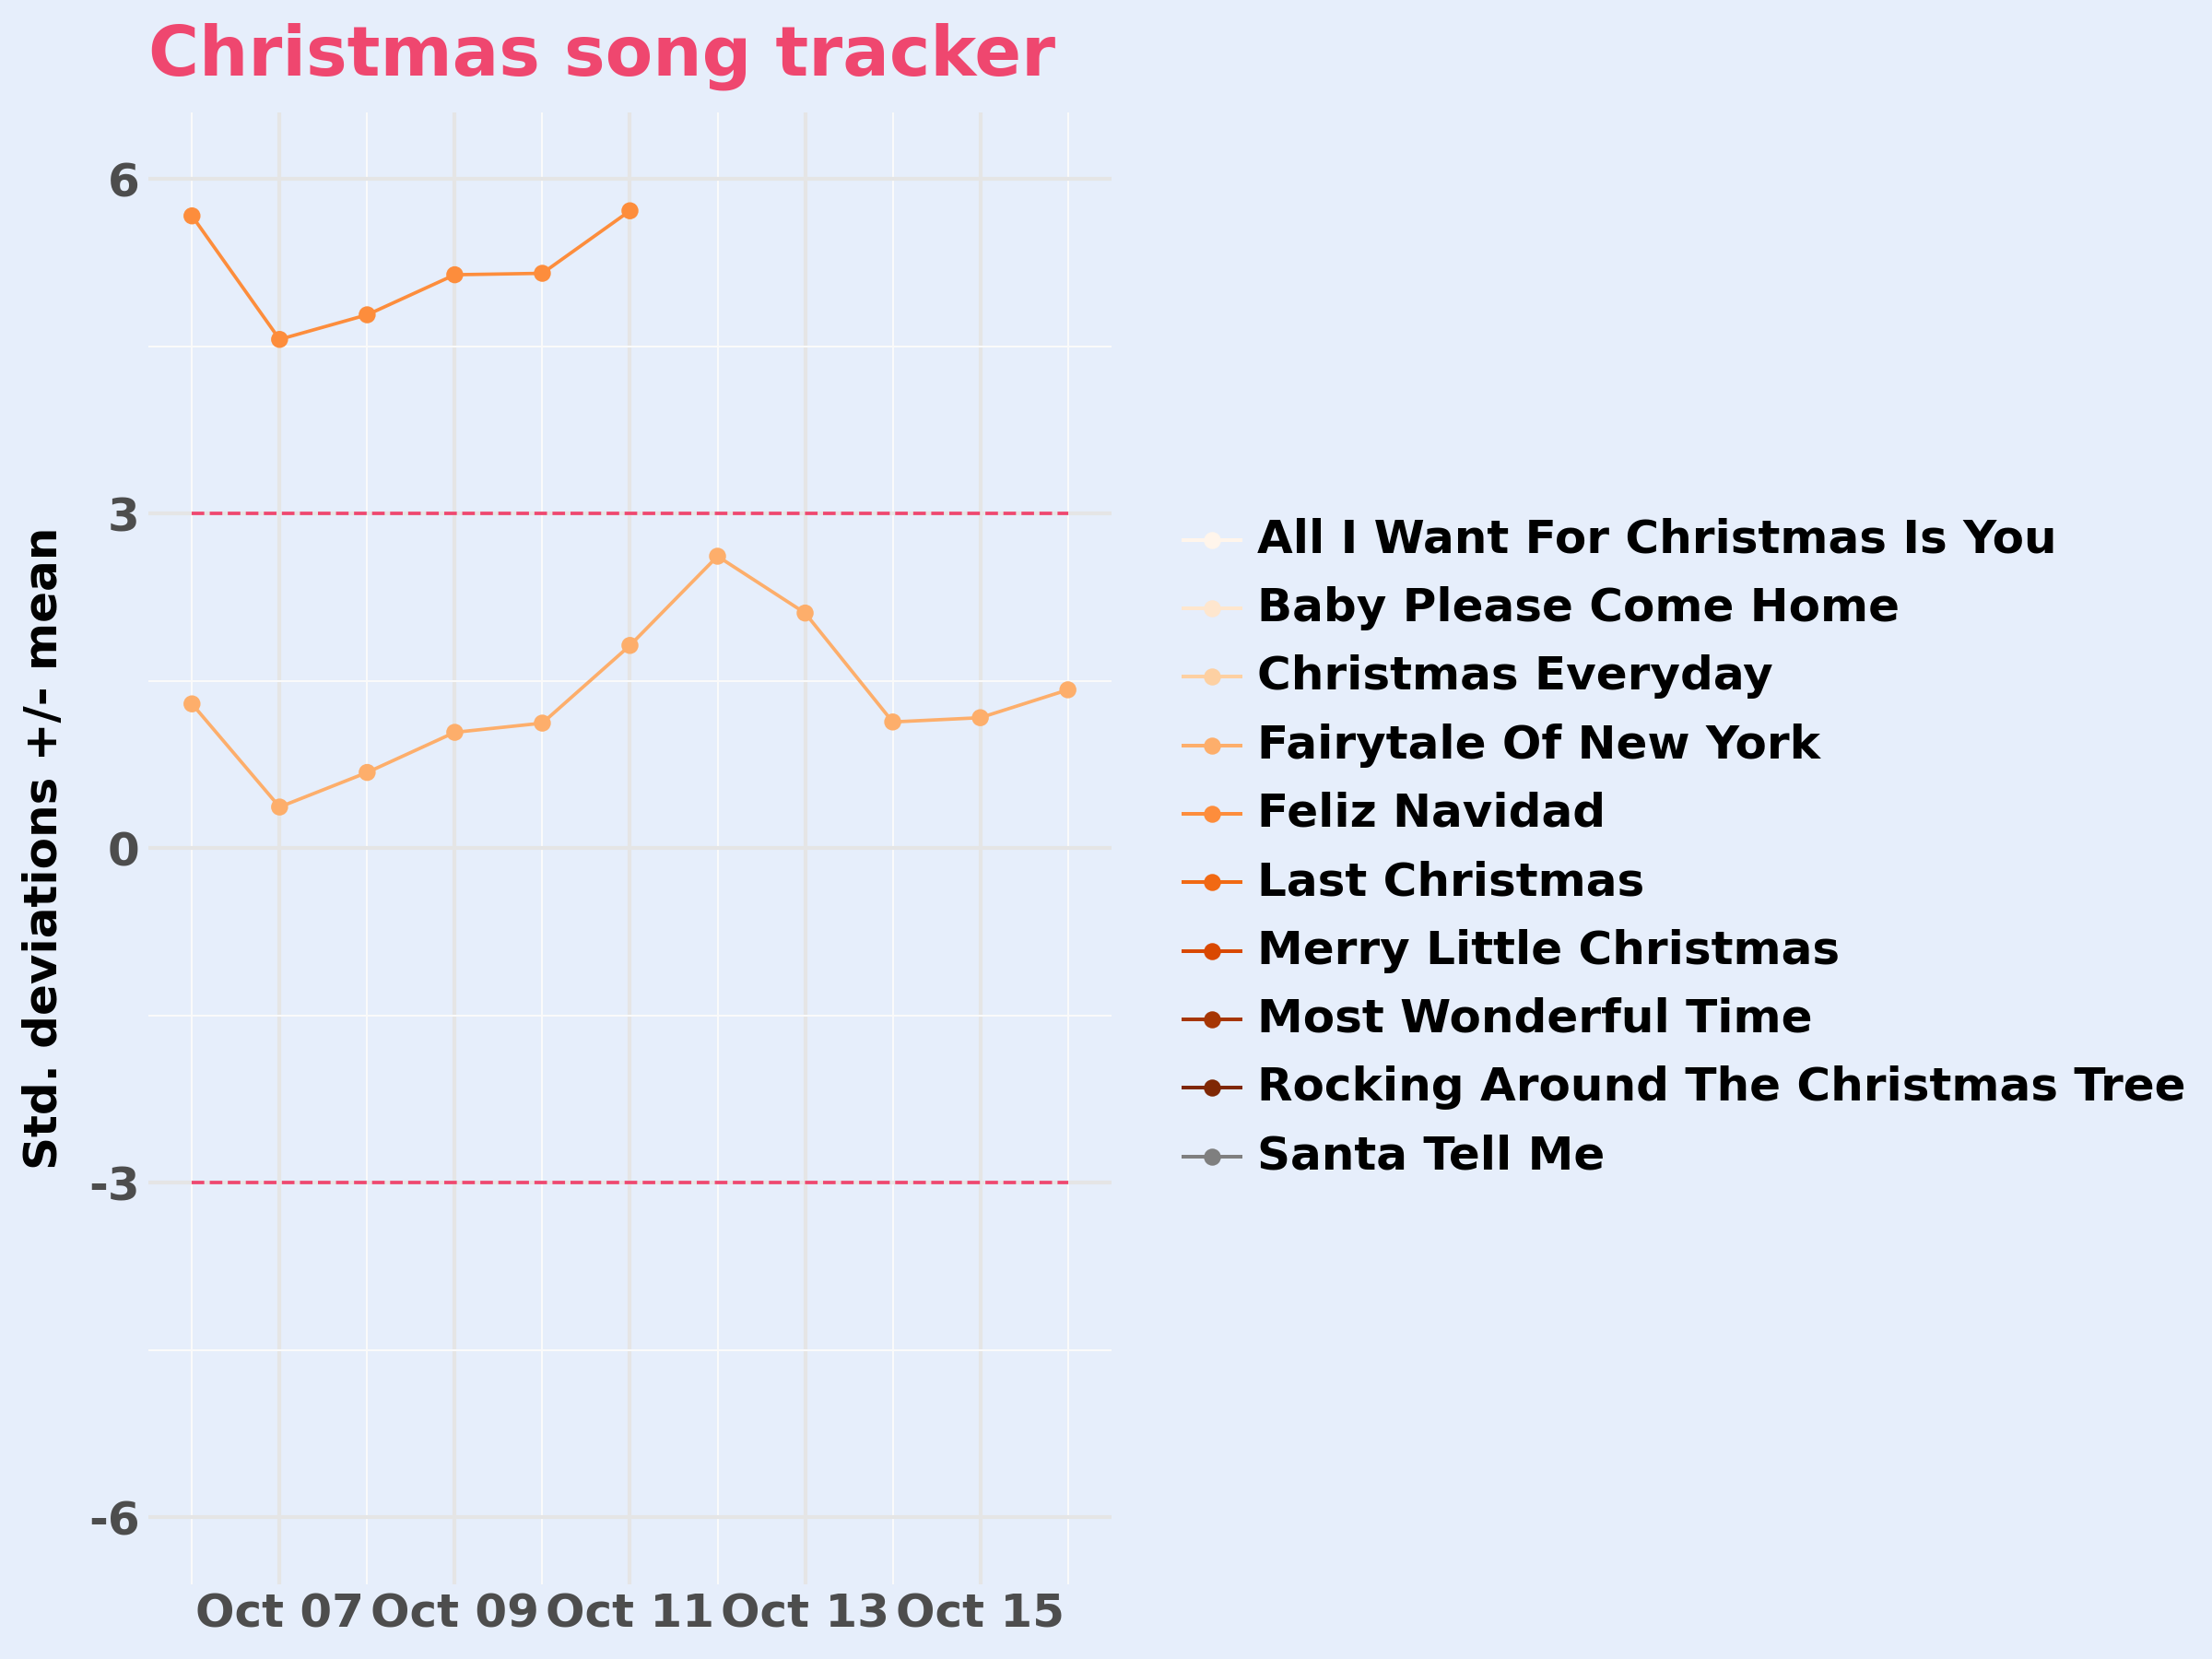 Christmas song tracker
Std. deviations +/- mean
6
3
0
-3
-6
Oct 07 Oct 09 Oct 11 Oct 13 Oct 15
All I Want For Christmas Is You
Baby Please Come Home
Christmas Everyday
Fairytale Of New York
Feliz Navidad
Last Christmas
Merry Little Christmas
Most Wonderful Time
Rocking Around The Christmas Tree
Santa Tell Me